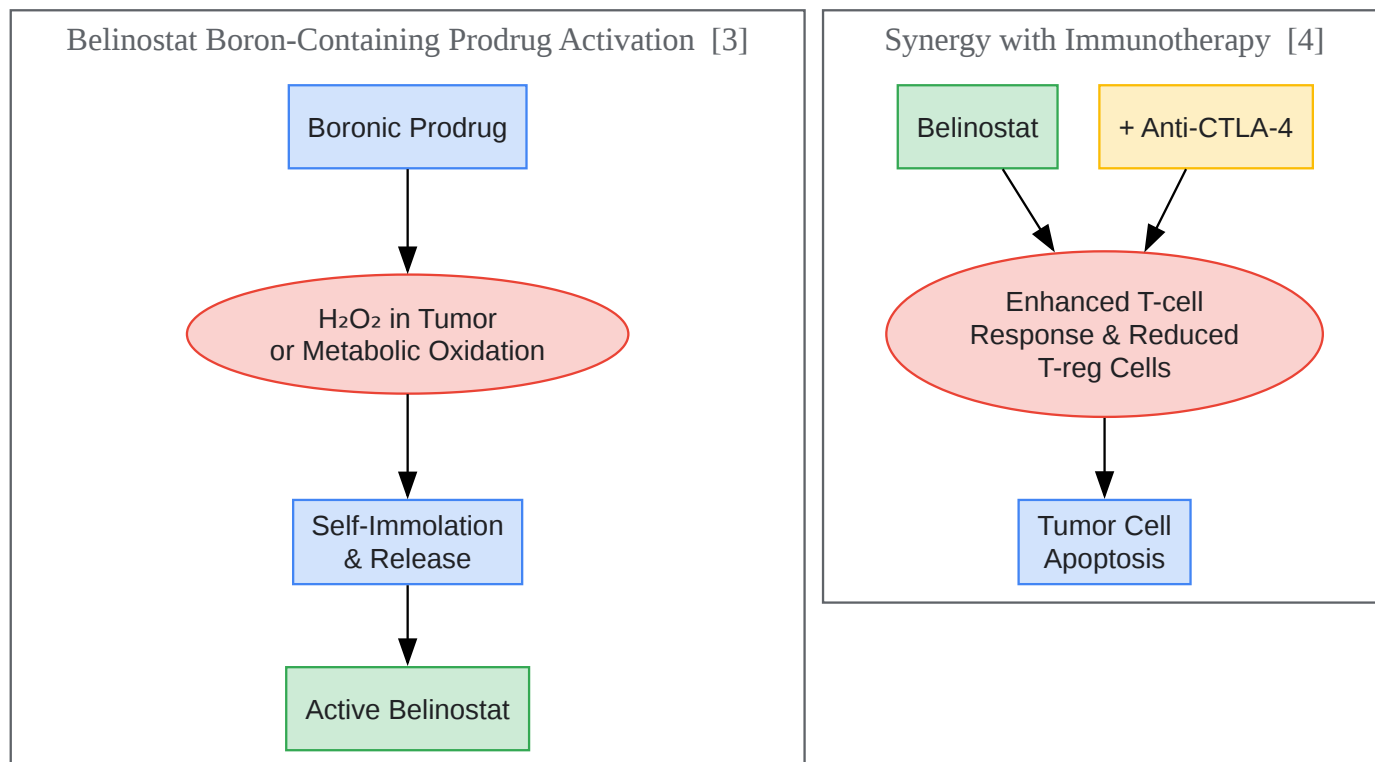 Belinostat Boron-Containing Prodrug Activation  [3]
Boronic Prodrug
H₂O₂ in Tumor
or Metabolic Oxidation
Self-Immolation
& Release
Active Belinostat
Synergy with Immunotherapy  [4]
Belinostat
+ Anti-CTLA-4
Enhanced T-cell
Response & Reduced
T-reg Cells
Tumor Cell
Apoptosis